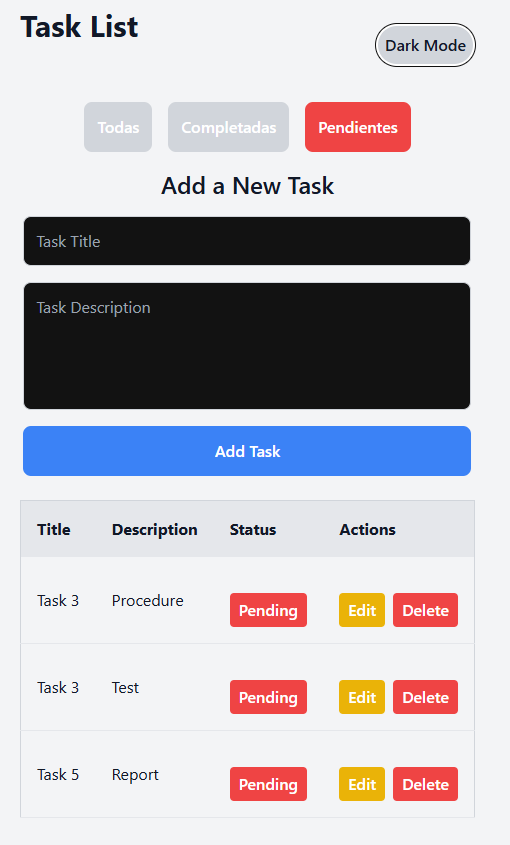 Task List
Dark Mode
Todas Completadas Pendientes
Add a New Task
Task Title
Task Description
Add Task
Title Description Status Actions
Task 3 Procedure Pending Edit Delete
Task 3 Test Pending Edit Delete
Task 5 Report Pending Edit Delete